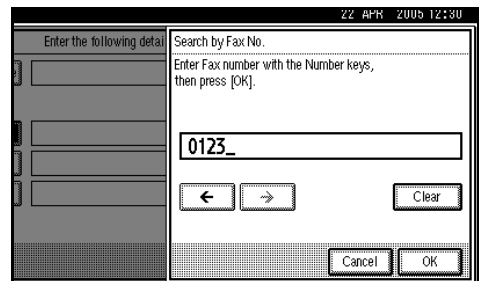 22 APR 2005 12:30
Enter the following detai
Search by Fax No.
Enter Fax number with the Number keys,
then press [OK].
0123_
← →
Clear
Cancel
OK